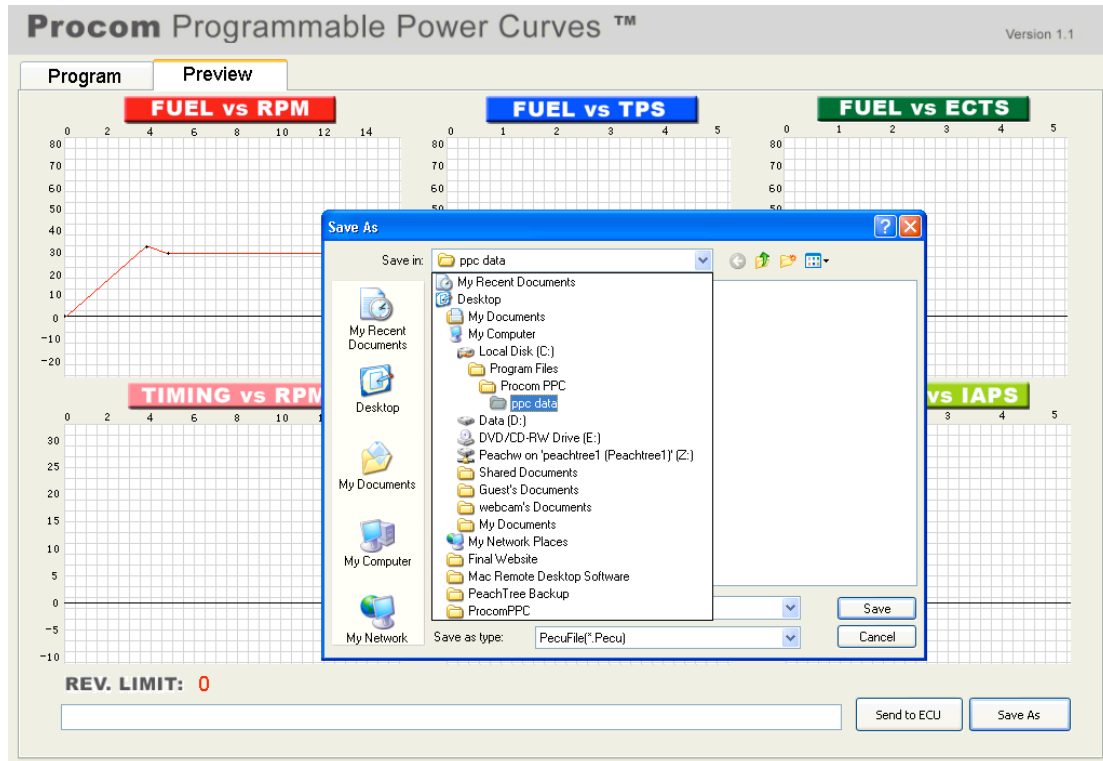 Procom Programmable Power Curves ™
Version 1.1
Program Preview
FUEL vs RPM
0 2 4 6 8 10 12 14
80
70
60
50
40
30
20
10
0
-10
-20
FUEL vs TPS
0 1 2 3 4 5
80
70
60
50
FUEL vs ECTS
0 1 2 3 4 5
80
70
60
50
Save As
Save in: ppc data
My Recent Documents
Desktop
My Documents
My Computer
Local Disk (C:)
Program Files
Procom PPC
ppc data
Data (D:)
DVD/CD-RW Drive (E:)
Peachw on 'peachtree1 (Peachtree1)' (Z:)
Shared Documents
Guest's Documents
webcam's Documents
My Documents
My Network Places
Final Website
Mac Remote Desktop Software
PeachTree Backup
ProcomPPC
My Recent
Documents
Desktop
My Documents
My Computer
My Network
Save as type: PecuFile(*.Pecu)
Save
Cancel
TIMING vs RPM
0 2 4 6 8 10 1
30
25
20
15
10
5
0
-5
-10
vs IAPS
3 4 5
REV. LIMIT: 0
Send to ECU
Save As